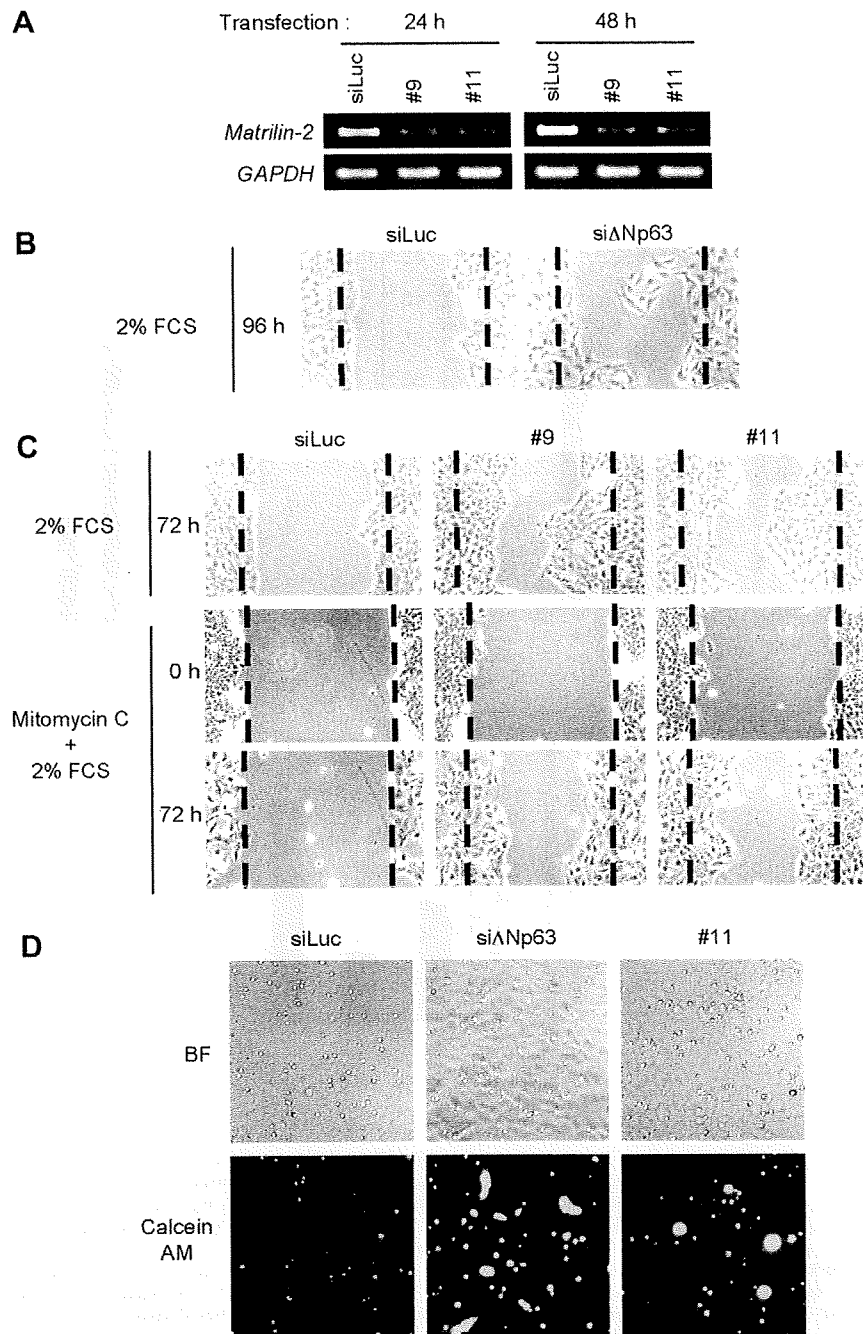 A
Transfection :
24 h
48 h
siLuc
#9
#11
siLuc
#9
#11
Matrilin-2
GAPDH
B
siLuc
siΔNp63
2% FCS
96 h
C
siLuc
#9
#11
2% FCS
72 h
Mitomycin C
+
2% FCS
0 h
72 h
D
siLuc
siΔNp63
#11
BF
Calcein
AM